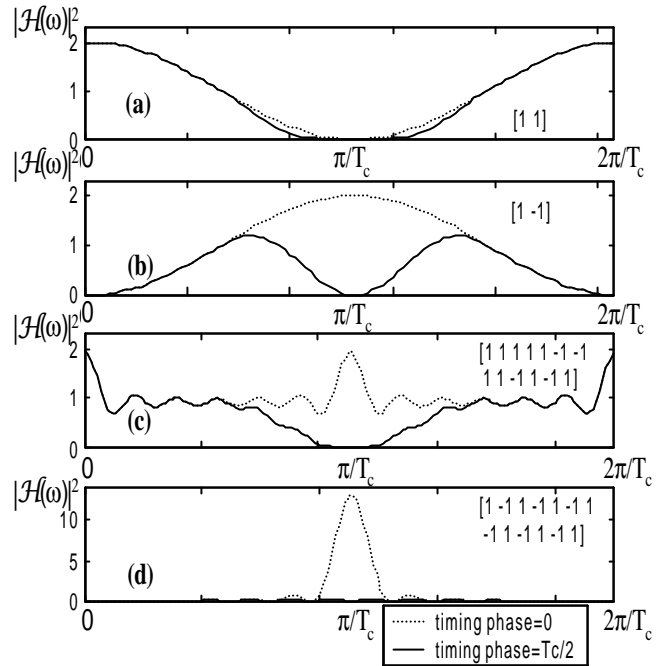 |ℋ(ω)|²
2
1
0
(a)
[1 1]
0
π/Tc
2π/Tc
|ℋ(ω)|²
2
1
0
(b)
[1 -1]
0
π/Tc
2π/Tc
|ℋ(ω)|²
2
1
0
(c)
[1 1 1 1 1 -1 -1
1 1 -1 1 -1 1]
0
π/Tc
2π/Tc
|ℋ(ω)|²
10
5
0
(d)
[1 -1 1 -1 1 -1 1
-1 1 -1 1 -1 1]
0
π/Tc
2π/Tc
timing phase=0
timing phase=Tc/2